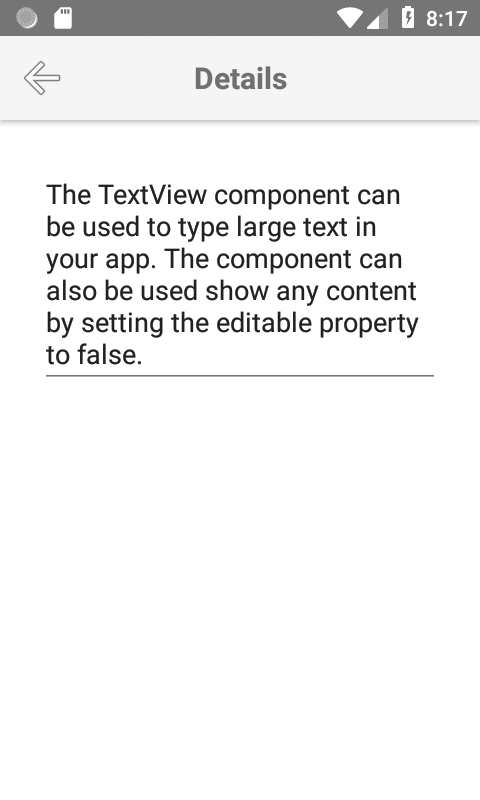 8:17
Details
The TextView component can
be used to type large text in
your app. The component can
also be used show any content
by setting the editable property
to false.